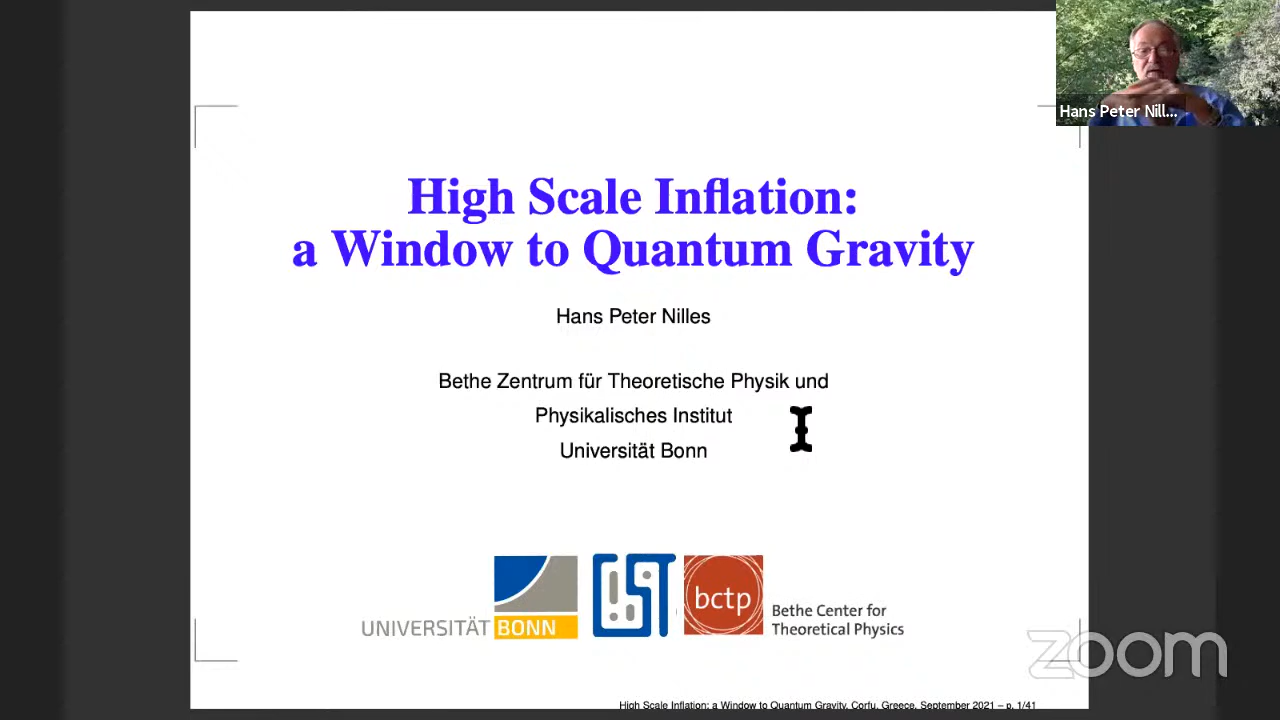 Hans Peter Nill...
High Scale Inflation:
a Window to Quantum Gravity
Hans Peter Nilles
Bethe Zentrum für Theoretische Physik und
Physikalisches Institut
Universität Bonn
UNIVERSITÄT BONN
bctp
Bethe Center for
Theoretical Physics
zoom
High Scale Inflation: a Window to Quantum Gravity, Corfu, Greece, September 2021 – p. 1/41